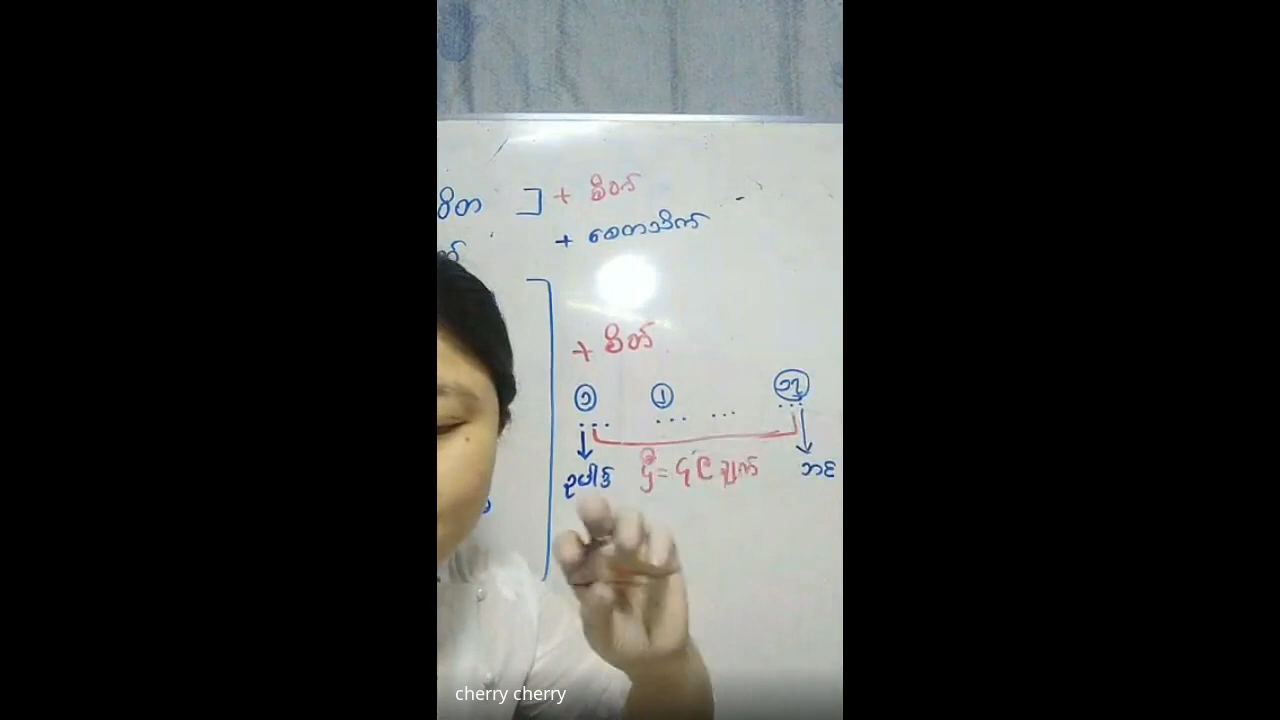 + စိတ်
+ စေတသိက်
+ စိတ်
၁ ၂ ၁၇
ဥပါဒ် ဌီ = ၄၉ ချက် ဘင်
cherry cherry